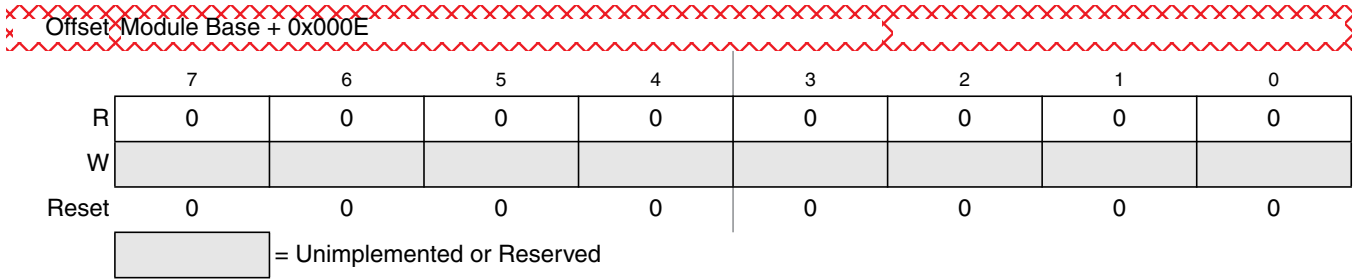 Offset Module Base + 0x000E
7 6 5 4 3 2 1 0
R 0 0 0 0 0 0 0 0
W
Reset 0 0 0 0 0 0 0 0
= Unimplemented or Reserved